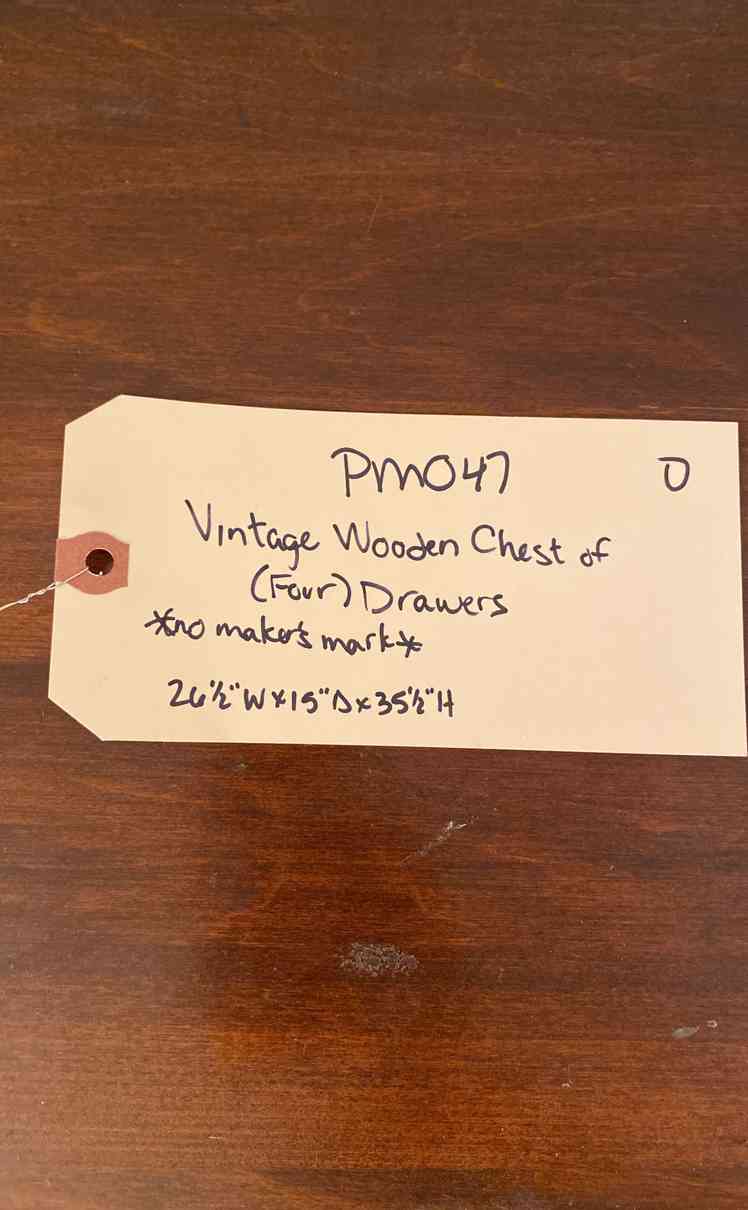 PM047 O
Vintage Wooden Chest of
(Four) Drawers
*no maker's mark*
26½"W x 15"D x 35½"H